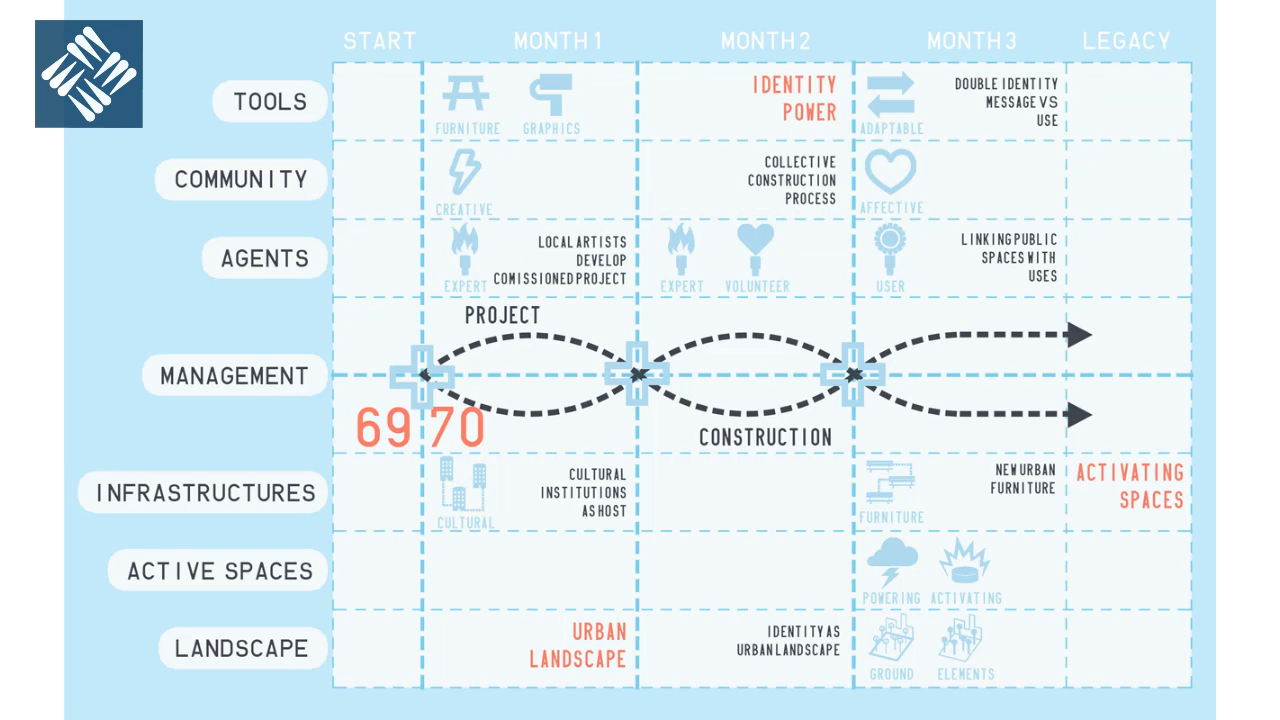 START MONTH 1 MONTH 2 MONTH 3 LEGACY
TOOLS
FURNITURE GRAPHICS
IDENTITY
POWER
ADAPTABLE
DOUBLE IDENTITY
MESSAGE VS
USE
COMMUNITY
CREATIVE
COLLECTIVE
CONSTRUCTION
PROCESS
AFFECTIVE
AGENTS
EXPERT
LOCAL ARTISTS
DEVELOP
COMISSIONED PROJECT
EXPERT VOLUNTEER
USER
LINKING PUBLIC
SPACES WITH
USES
MANAGEMENT
PROJECT
69 70
CONSTRUCTION
INFRASTRUCTURES
CULTURAL
CULTURAL
INSTITUTIONS
AS HOST
FURNITURE
NEW URBAN
FURNITURE
ACTIVATING
SPACES
ACTIVE SPACES
POWERING ACTIVATING
LANDSCAPE
URBAN
LANDSCAPE
IDENTITY AS
URBAN LANDSCAPE
GROUND ELEMENTS